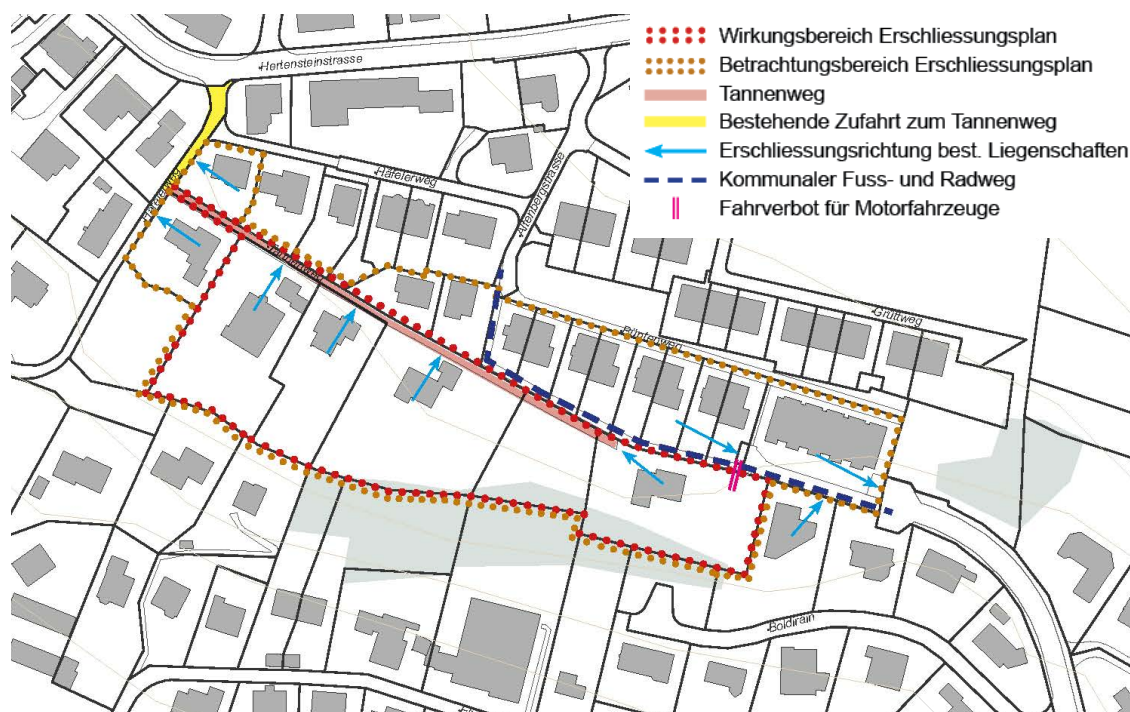 Wirkungsbereich Erschliessungsplan
Betrachtungsbereich Erschliessungsplan
Tannenweg
Bestehende Zufahrt zum Tannenweg
Erschliessungsrichtung best. Liegenschaften
Kommunaler Fuss- und Radweg
Fahrverbot für Motorfahrzeuge
Hertensteinstrasse
Häfelerweg
Altenbergstrasse
Grüttweg
Püntenweg
Boldirain